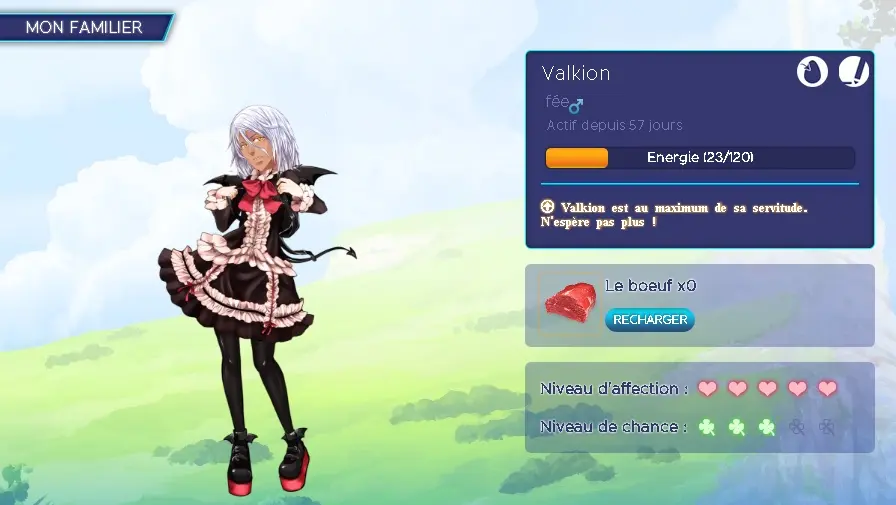 MON FAMILIER
Valkion
fée
Actif depuis 57 jours
Energie (23/120)
Valkion est au maximum de sa servitude.
N'espère pas plus !
Le boeuf x0
RECHARGER
Niveau d'affection :
Niveau de chance :